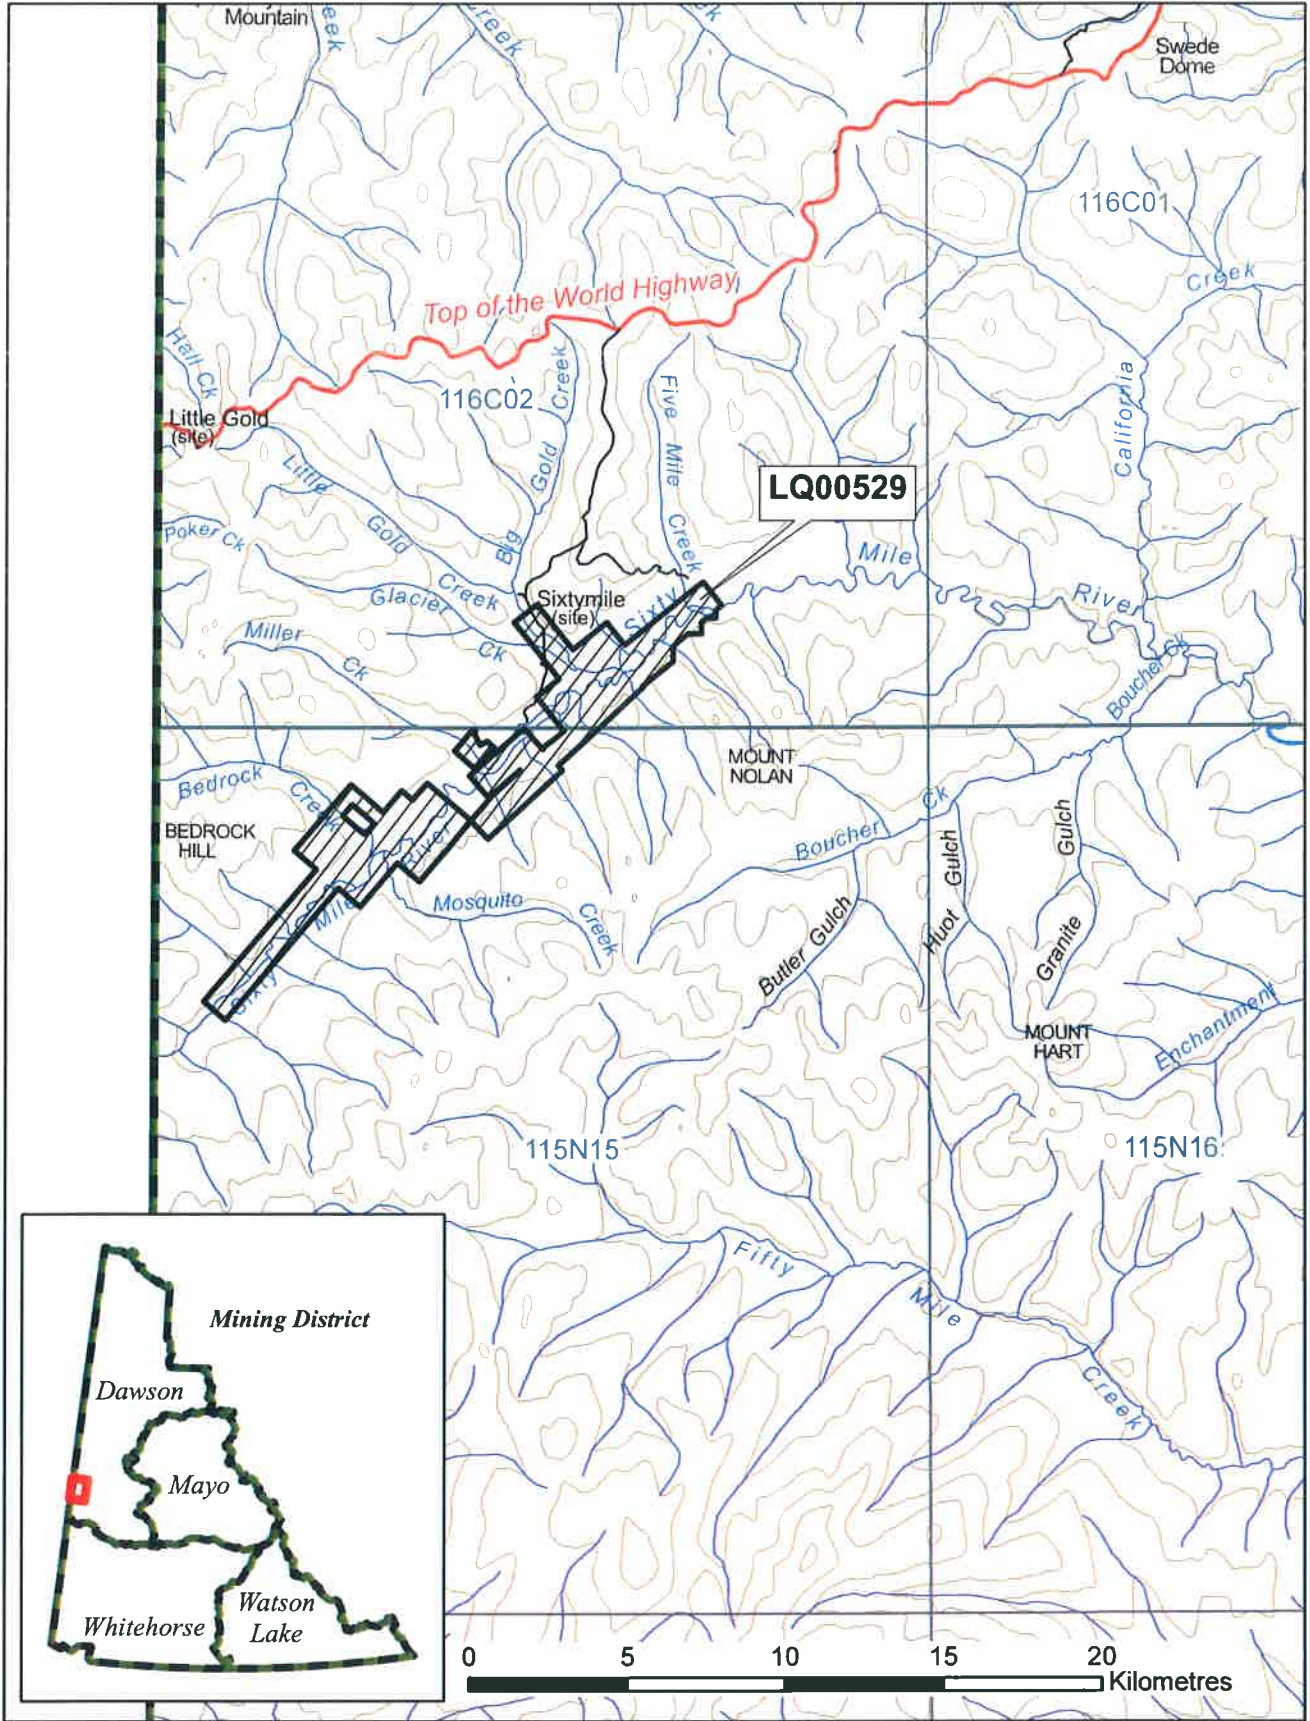 Mountain
eek
Creek
ek
Swede
Dome
116C01
Creek
Top of the World Highway
Hall Ck
116C02
Little Gold
(site)
Big Gold Creek
Five Mile Creek
California
LQ00529
Little Gold Creek
Poker Ck
Glacier Ck
Miller Ck
Sixtymile
(site)
Sixty Mile River
Boucher Ck
MOUNT
NOLAN
Bedrock Creek
BEDROCK
HILL
Sixty Mile River
Mosquito Creek
Boucher Ck
Butler Gulch
Huot Gulch
Granite Gulch
MOUNT
HART
Enchantment
115N15
115N16
Fifty Mile Creek
Mining District
Dawson
Mayo
Whitehorse
Watson
Lake
0 5 10 15 20
Kilometres